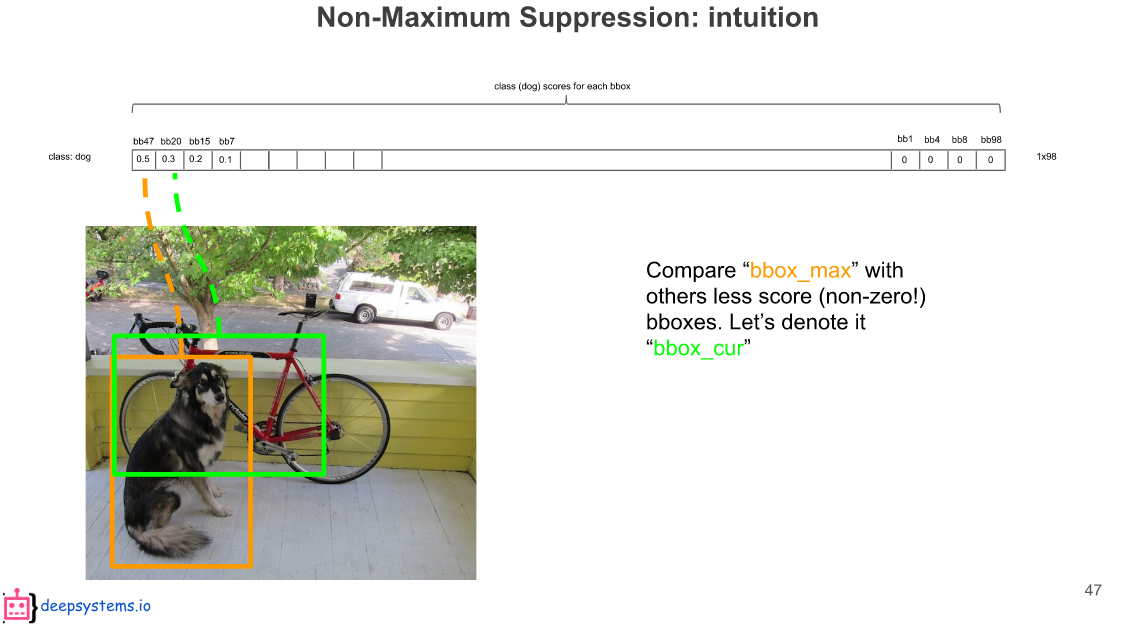 Non-Maximum Suppression: intuition
class (dog) scores for each bbox
bb47 bb20 bb15 bb7 bb1 bb4 bb8 bb98
class: dog 0.5 0.3 0.2 0.1 0 0 0 0 1x98
Compare “bbox_max” with
others less score (non-zero!)
bboxes. Let’s denote it
“bbox_cur”
47
deepsystems.io